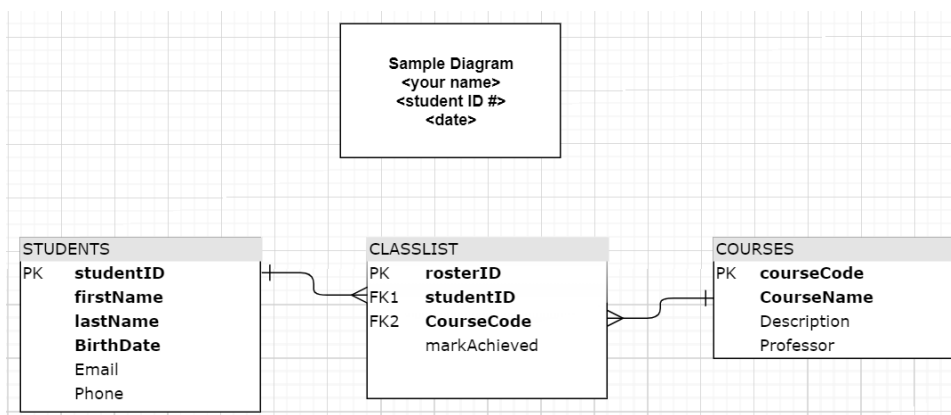 Sample Diagram
<your name>
<student ID #>
<date>
STUDENTS
PK studentID
firstName
lastName
BirthDate
Email
Phone
CLASSLIST
PK rosterID
FK1 studentID
FK2 CourseCode
markAchieved
COURSES
PK courseCode
CourseName
Description
Professor